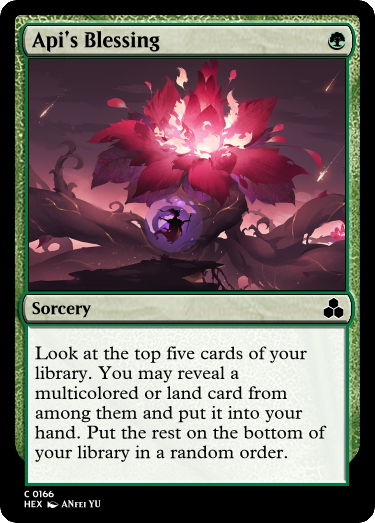 Api's Blessing
Sorcery
Look at the top five cards of your
library. You may reveal a
multicolored or land card from
among them and put it into your
hand. Put the rest on the bottom of
your library in a random order.
C 0166
HEX ANFEI YU